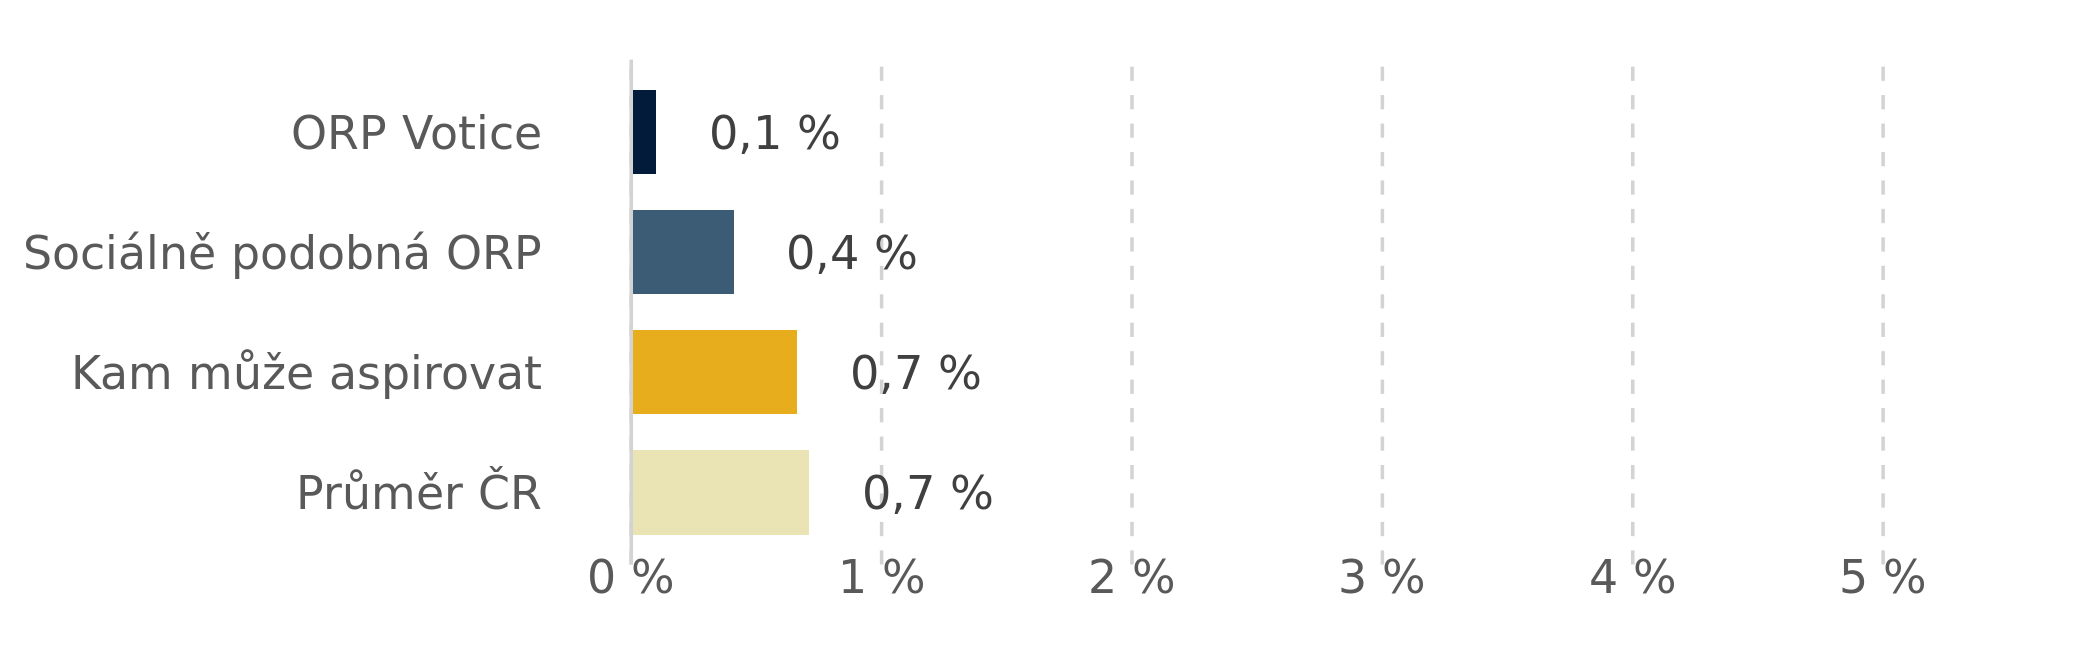 ORP Votice 0,1 %
Sociálně podobná ORP 0,4 %
Kam může aspirovat 0,7 %
Průměr ČR 0,7 %
0 % 1 % 2 % 3 % 4 % 5 %